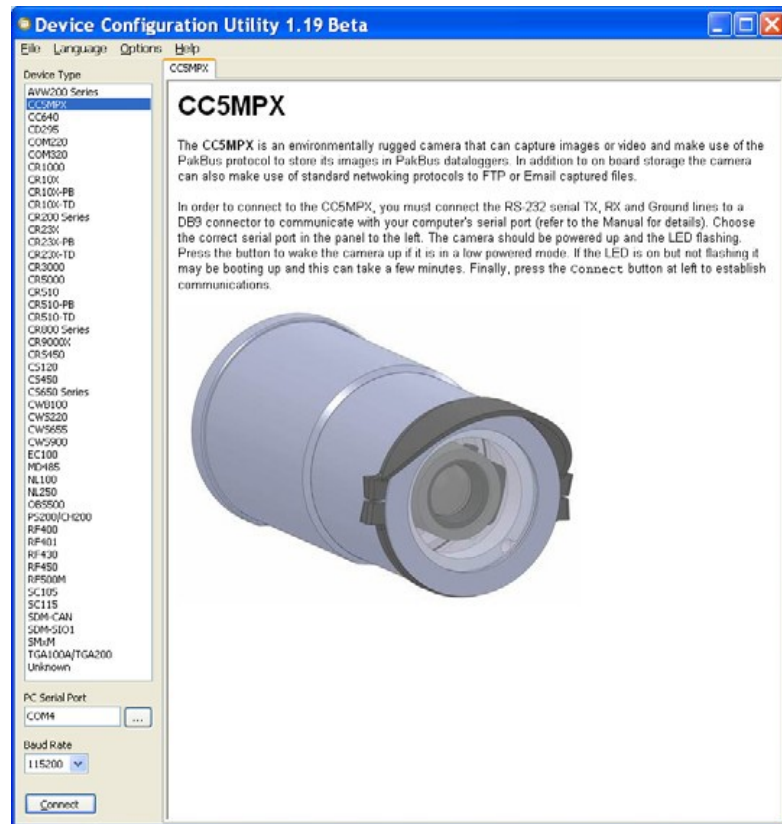 Device Configuration Utility 1.19 Beta
File Language Options Help
Device Type
AVW200 Series
CC5MPX
CC640
CD295
COM220
COM320
CR1000
CR10X
CR10X-PB
CR10X-TD
CR200 Series
CR23X
CR23X-PB
CR23X-TD
CR3000
CR5000
CR510
CR510-PB
CR510-TD
CR800 Series
CR9000X
CRS450
CS120
CS450
CS650 Series
CWB100
CWS220
CWS655
CWS900
EC100
MD485
NL100
NL250
OBS500
PS200/CH200
RF400
RF401
RF430
RF450
RF500M
SC105
SC115
SDM-CAN
SDM-SIO1
SMxM
TGA100A/TGA200
Unknown
PC Serial Port
COM4
...
Baud Rate
115200
Connect
CC5MPX
CC5MPX
The CC5MPX is an environmentally rugged camera that can capture images or video and make use of the
PakBus protocol to store its images in PakBus dataloggers. In addition to on board storage the camera
can also make use of standard netwoking protocols to FTP or Email captured files.
In order to connect to the CC5MPX, you must connect the RS-232 serial TX, RX and Ground lines to a
DB9 connector to communicate with your computer's serial port (refer to the Manual for details). Choose
the correct serial port in the panel to the left. The camera should be powered up and the LED flashing.
Press the button to wake the camera up if it is in a low powered mode. If the LED is on but not flashing it
may be booting up and this can take a few minutes. Finally, press the Connect button at left to establish
communications.